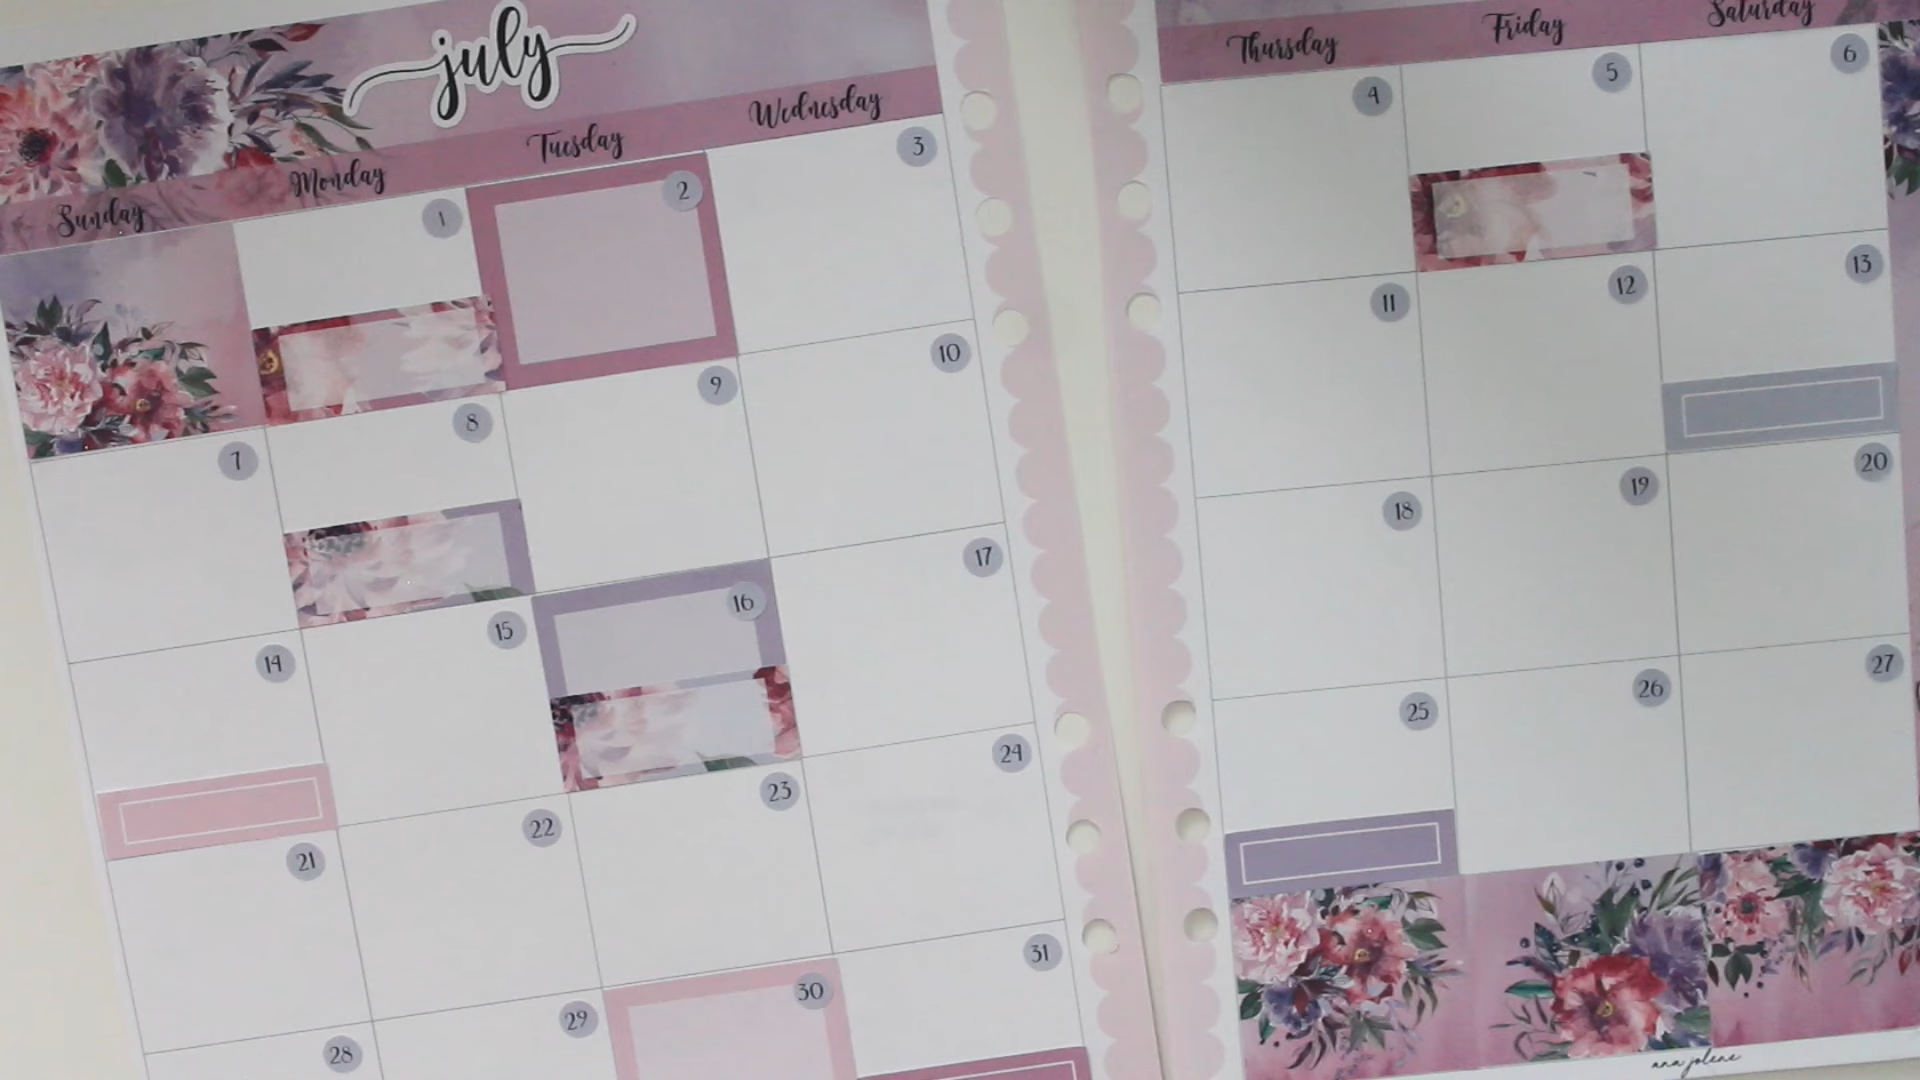 july
Sunday Monday Tuesday Wednesday Thursday Friday Saturday
1 2 3 4 5 6
7 8 9 10 11 12 13
14 15 16 17 18 19 20
21 22 23 24 25 26 27
28 29 30 31
ana jolene